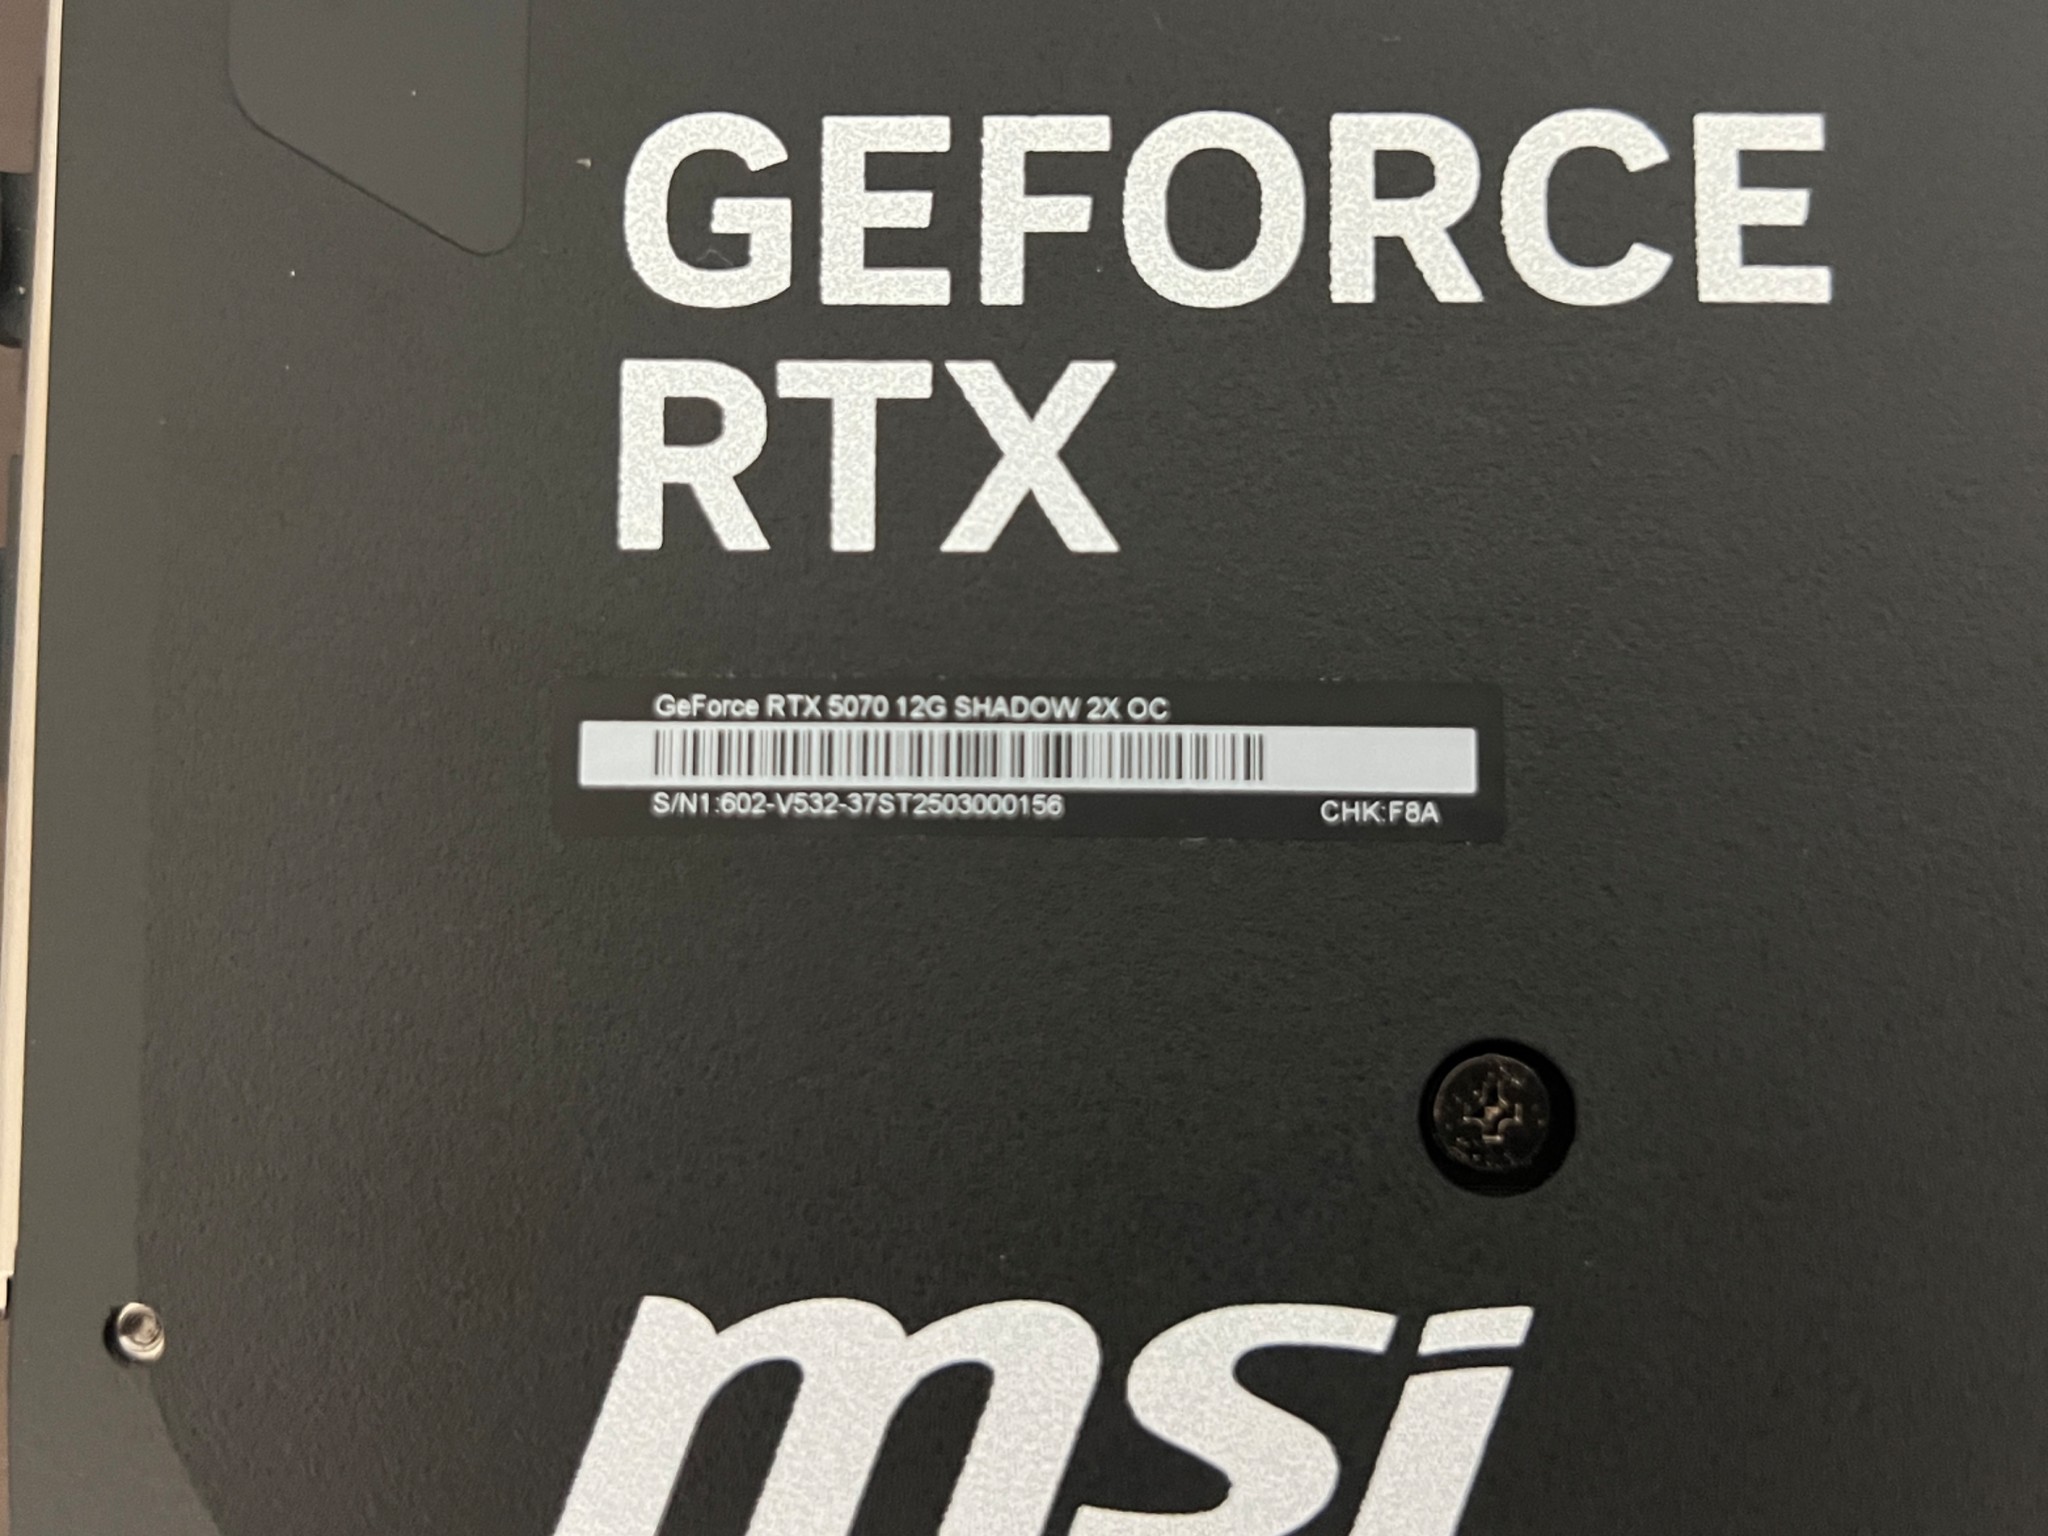 GEFORCE
RTX
GeForce RTX 5070 12G SHADOW 2X OC
S/N1:602-V532-37ST2503000156
CHK:F8A
msi